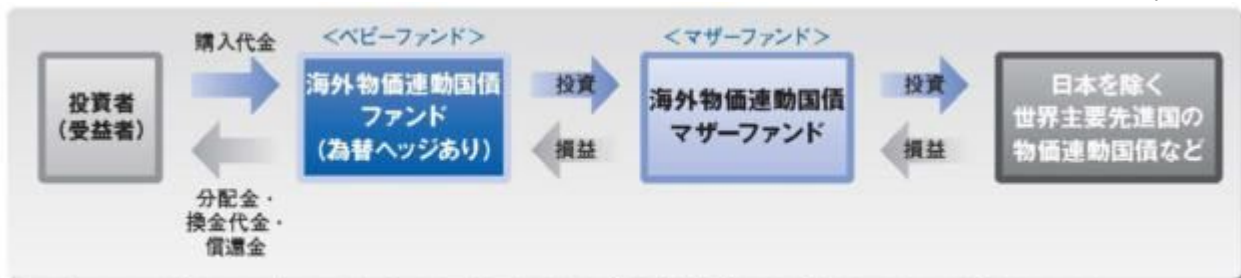 購入代金
＜ベビーファンド＞
＜マザーファンド＞
投資者
（受益者）
海外物価連動国債
ファンド
（為替ヘッジあり）
投資
損益
海外物価連動国債
マザーファンド
投資
損益
日本を除く
世界主要先進国の
物価連動国債など
分配金・
換金代金・
償還金